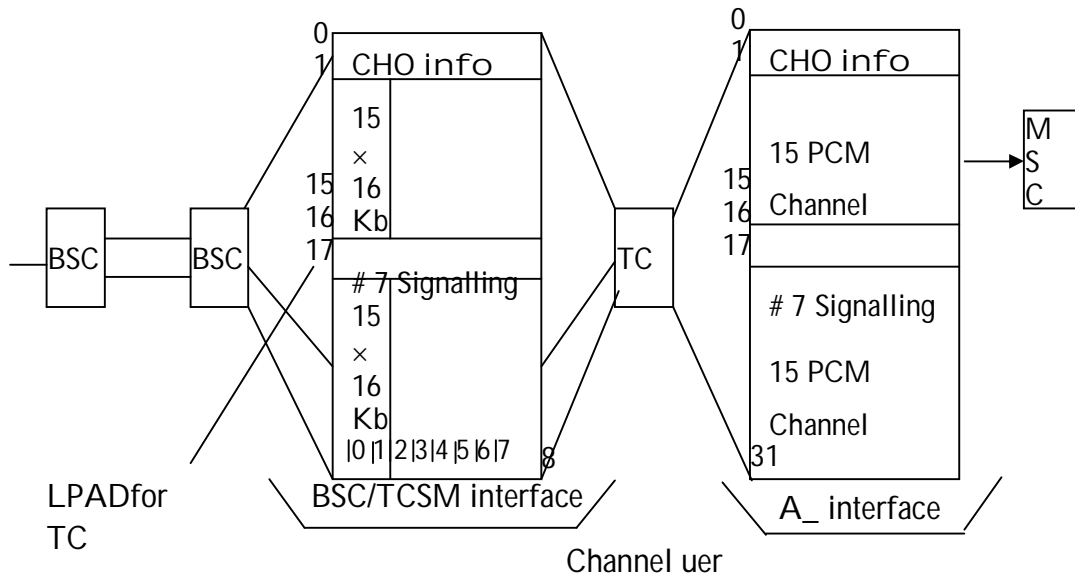 0
1
CHO info
15
×
16
Kb
15
16
17
# 7 Signalling
15
×
16
Kb
|0|1|2|3|4|5|6|7
8
BSC
BSC
TC
LPADfor
TC
BSC/TCSM interface
0
1
CHO info
15 PCM
Channel
15
16
17
# 7 Signalling
15 PCM
Channel
31
A_ interface
M
S
C
Channel uer